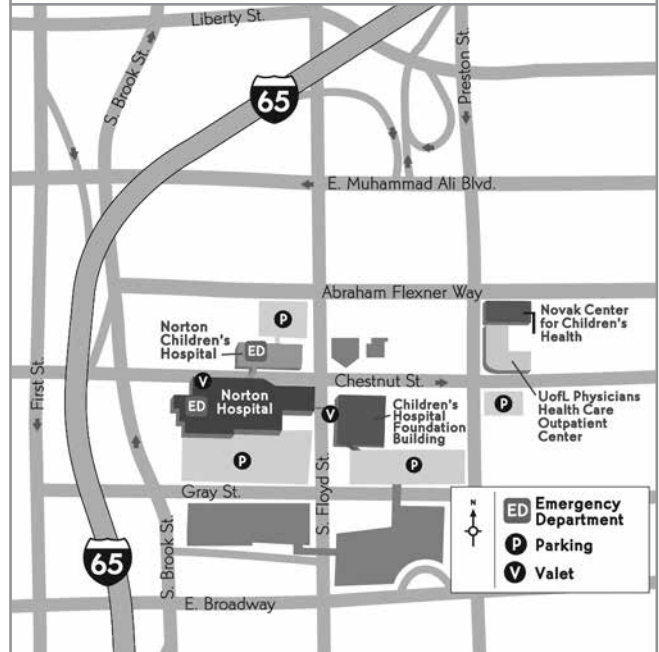 Liberty St.
S. Brook St.
65
Preston St.
E. Muhammad Ali Blvd.
Abraham Flexner Way
Norton
Children's
Hospital
ED
P
Novak Center
for Children's
Health
First St.
Chestnut St.
V
Norton
Hospital
ED
V
Children's
Hospital
Foundation
Building
P
UofL Physicians
Health Care
Outpatient
Center
P
P
Gray St.
S. Floyd St.
S. Brook St.
65
E. Broadway
N
ED Emergency
Department
P Parking
V Valet